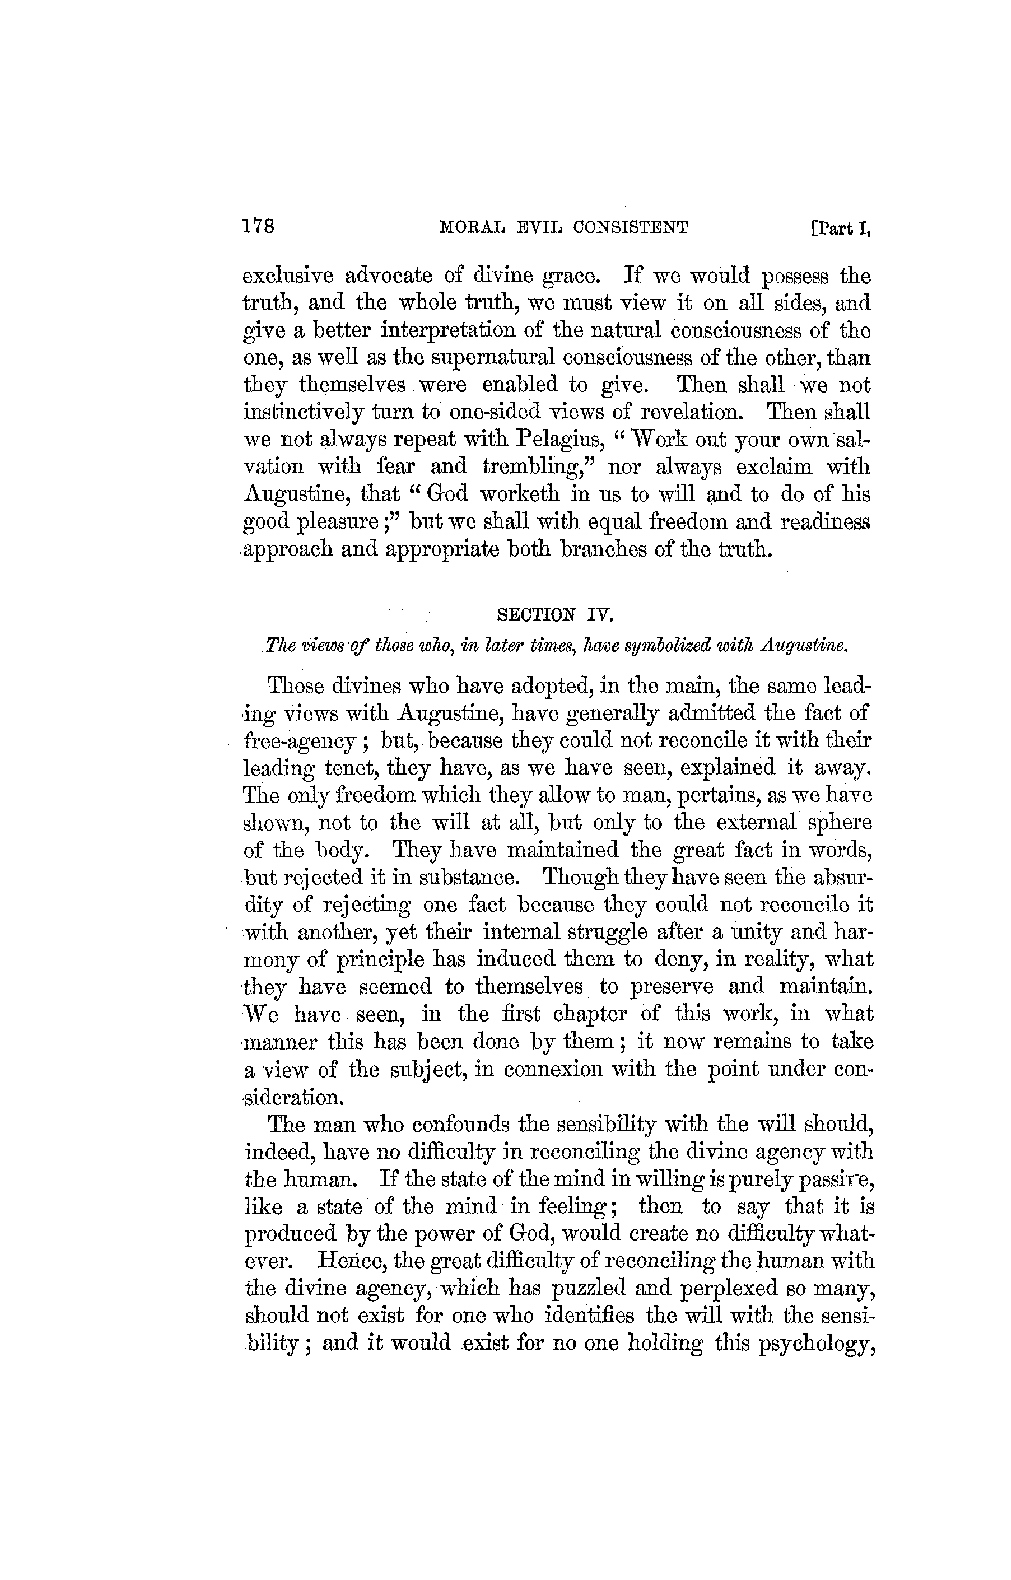 178 MORAL EVIL CONSISTENT [Part I,
exclusive advocate of divine grace. If we would possess the
truth, and the whole truth, we must view it on all sides, and
give a better interpretation of the natural consciousness of the
one, as well as the supernatural consciousness of the other, than
they themselves were enabled to give. Then shall we not
instinctively turn to one-sided views of revelation. Then shall
we not always repeat with Pelagius, “ Work out your own sal-
vation with fear and trembling,” nor always exclaim with
Augustine, that “ God worketh in us to will and to do of his
good pleasure ;” but we shall with equal freedom and readiness
approach and appropriate both branches of the truth.
SECTION IV.
The views of those who, in later times, have symbolized with Augustine.
Those divines who have adopted, in the main, the same lead-
ing views with Augustine, have generally admitted the fact of
free-agency ; but, because they could not reconcile it with their
leading tenet, they have, as we have seen, explained it away.
The only freedom which they allow to man, pertains, as we have
shown, not to the will at all, but only to the external sphere
of the body. They have maintained the great fact in words,
but rejected it in substance. Though they have seen the absur-
dity of rejecting one fact because they could not reconcile it
with another, yet their internal struggle after a unity and har-
mony of principle has induced them to deny, in reality, what
they have seemed to themselves to preserve and maintain.
We have seen, in the first chapter of this work, in what
manner this has been done by them ; it now remains to take
a view of the subject, in connexion with the point under con-
sideration.
The man who confounds the sensibility with the will should,
indeed, have no difficulty in reconciling the divine agency with
the human. If the state of the mind in willing is purely passive,
like a state of the mind in feeling ; then to say that it is
produced by the power of God, would create no difficulty what-
ever. Hence, the great difficulty of reconciling the human with
the divine agency, which has puzzled and perplexed so many,
should not exist for one who identifies the will with the sensi-
bility ; and it would exist for no one holding this psychology,